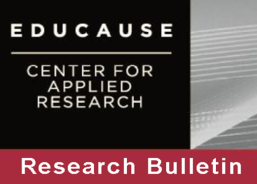 EDUCAUSE
CENTER FOR
APPLIED
RESEARCH
Research Bulletin